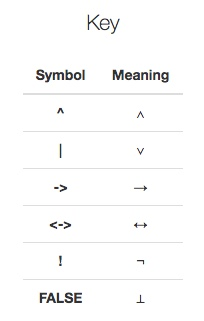 Key
Symbol Meaning
^ ∧
| ∨
-> →
<-> ↔
! ¬
FALSE ⊥